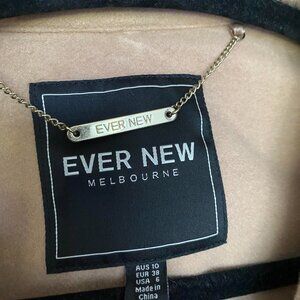 EVER NEW
EVER NEW
MELBOURNE
AUS 10
EUR 38
USA 6
Made in
China